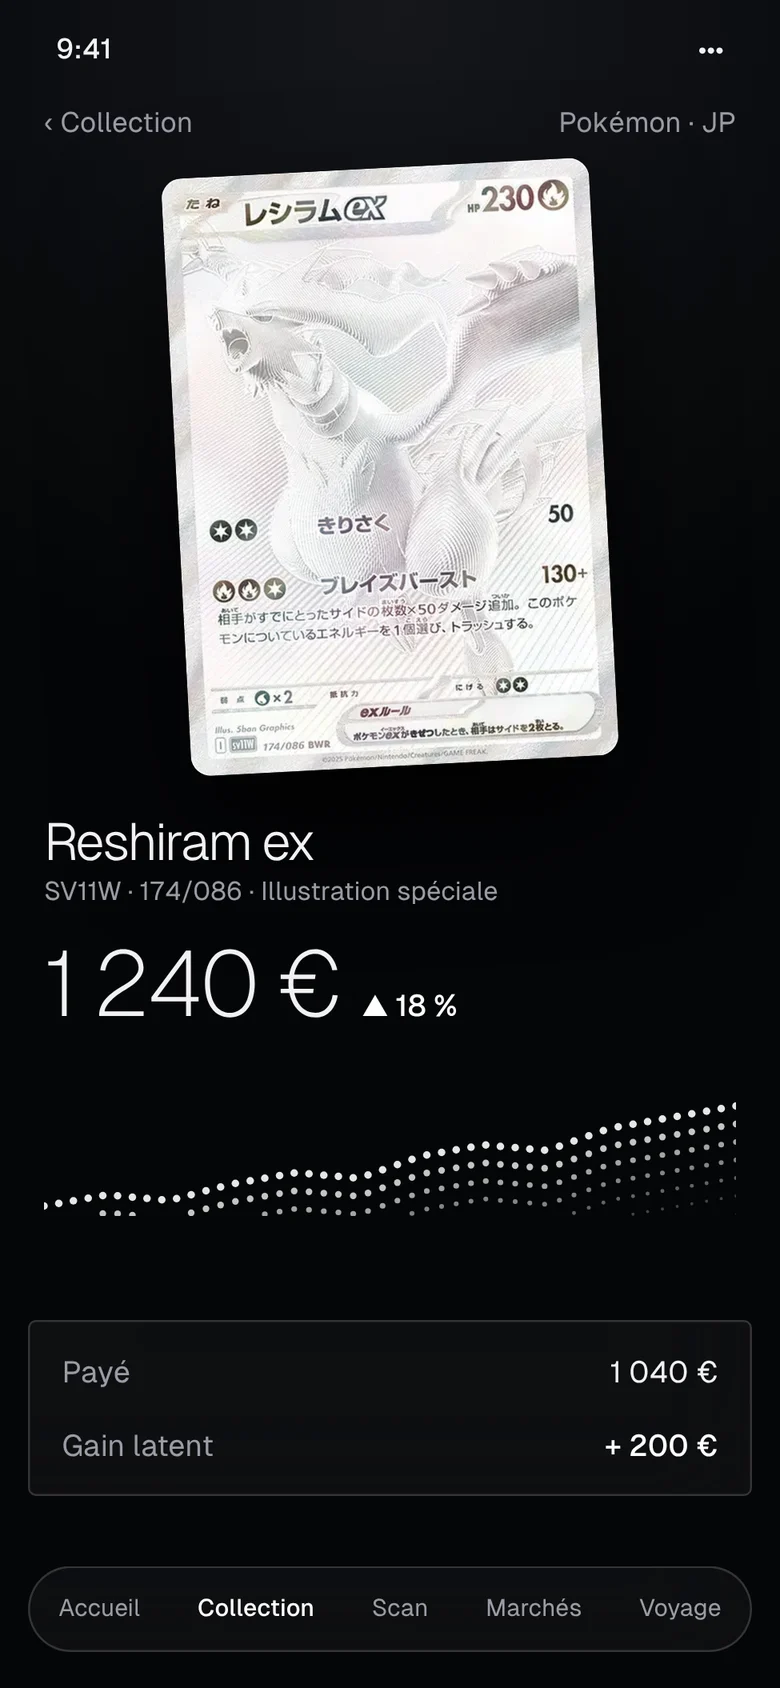 9:41
‹ Collection
Pokémon · JP
たね レシラムex HP230
きりさく 50
ブレイズバースト 130+
相手がすでにとったサイドの枚数×50ダメージ追加。このポケ
モンについているエネルギーを1個選び、トラッシュする。
弱点 ×2 抵抗力 にげる
exルール
ポケモンexがきぜつしたとき、相手はサイドを2枚とる。
Illus. 5ban Graphics
I sv11W 174/086 BWR
©2025 Pokémon/Nintendo/Creatures/GAME FREAK.
Reshiram ex
SV11W · 174/086 · Illustration spéciale
1 240 € ▲ 18 %
Payé 1 040 €
Gain latent + 200 €
Accueil Collection Scan Marchés Voyage